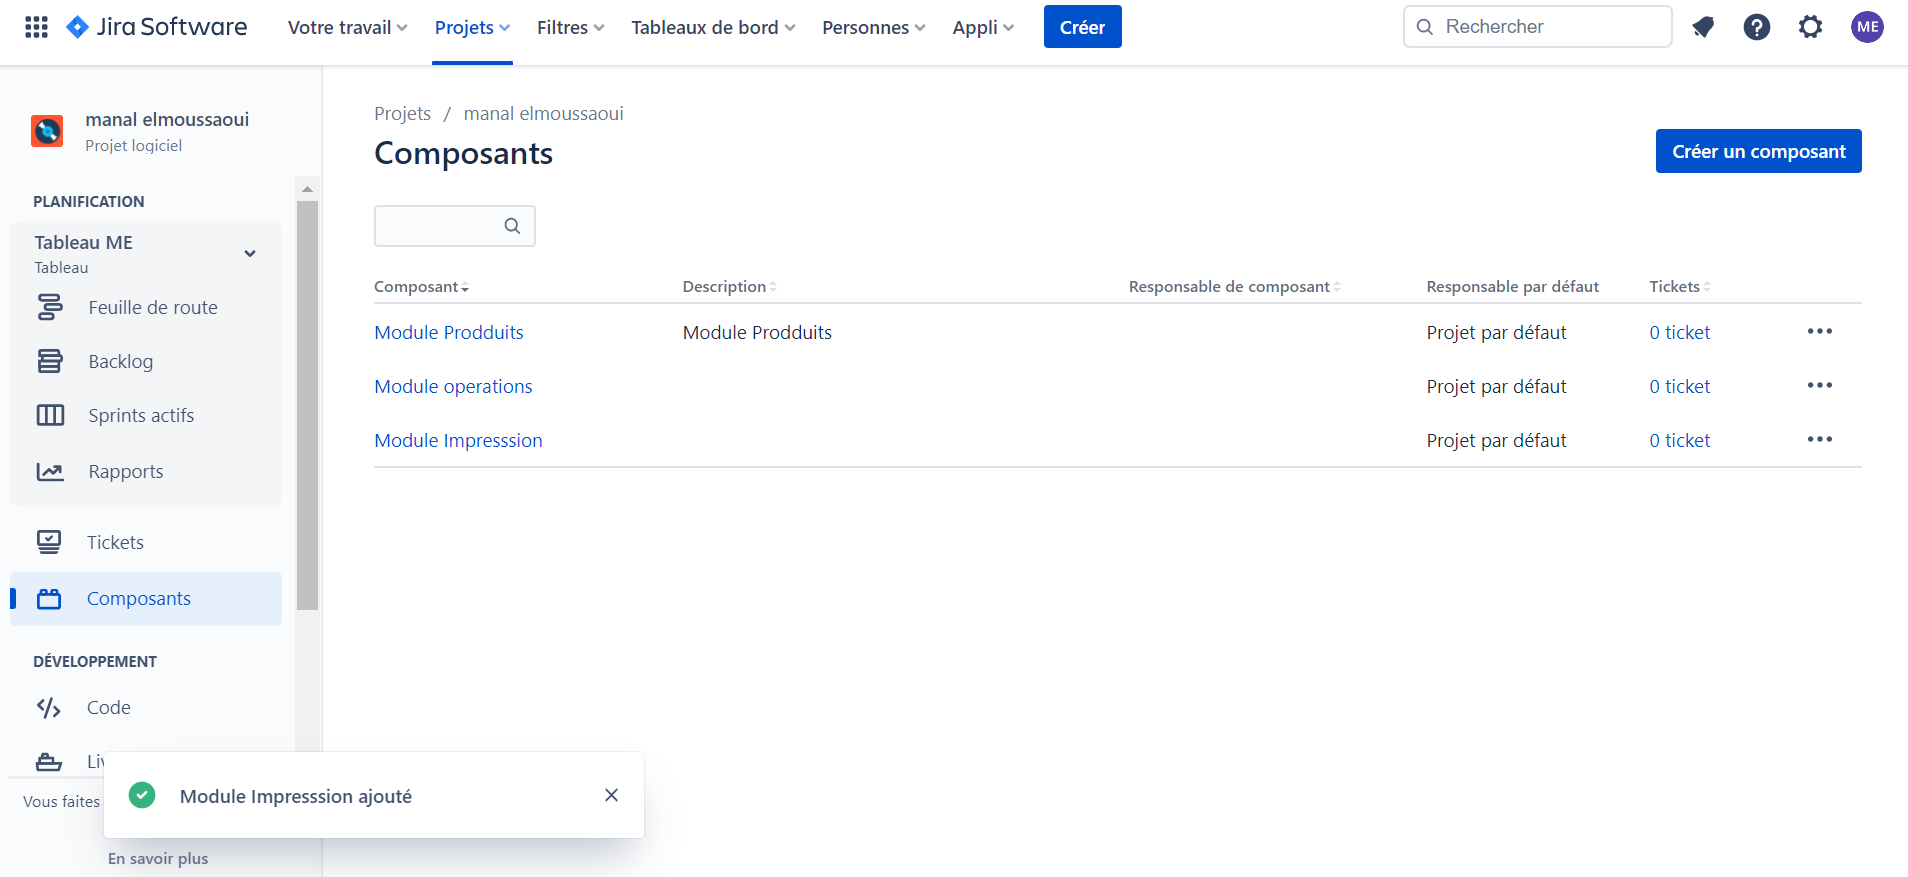 Jira Software Votre travail Projets Filtres Tableaux de bord Personnes Appli Créer Rechercher ME
manal elmoussaoui
Projet logiciel
PLANIFICATION
Tableau ME
Tableau
Feuille de route
Backlog
Sprints actifs
Rapports
Tickets
Composants
DÉVELOPPEMENT
Code
Liv
Vous faites
En savoir plus
Projets / manal elmoussaoui
Composants
Créer un composant
Composant Description Responsable de composant Responsable par défaut Tickets
Module Prodduits Module Prodduits Projet par défaut 0 ticket
Module operations Projet par défaut 0 ticket
Module Impresssion Projet par défaut 0 ticket
Module Impresssion ajouté